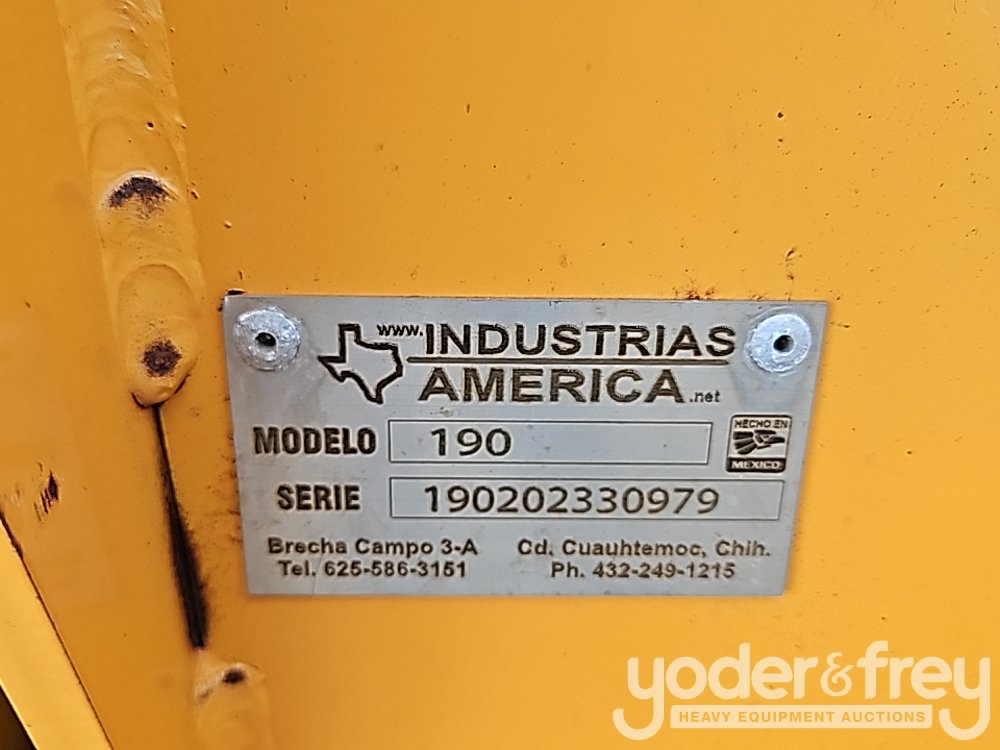 www. INDUSTRIAS
AMERICA .net
MODELO 190
HECHO EN
MEXICO
SERIE 190202330979
Brecha Campo 3-A Cd. Cuauhtemoc, Chih.
Tel. 625-586-3151 Ph. 432-249-1215
yoder&frey
HEAVY EQUIPMENT AUCTIONS